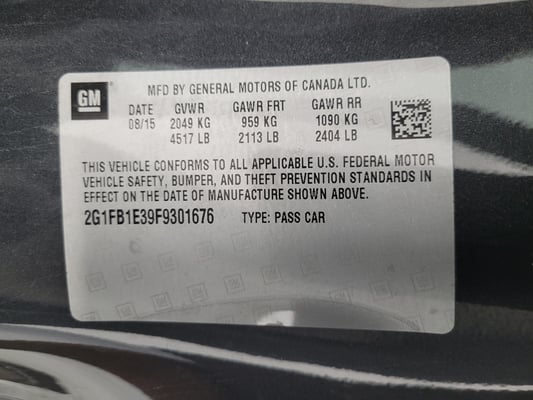 GM
MFD BY GENERAL MOTORS OF CANADA LTD.
DATE GVWR GAWR FRT GAWR RR
08/15 2049 KG 959 KG 1090 KG
4517 LB 2113 LB 2404 LB
THIS VEHICLE CONFORMS TO ALL APPLICABLE U.S. FEDERAL MOTOR
VEHICLE SAFETY, BUMPER, AND THEFT PREVENTION STANDARDS IN
EFFECT ON THE DATE OF MANUFACTURE SHOWN ABOVE.
2G1FB1E39F9301676 TYPE: PASS CAR